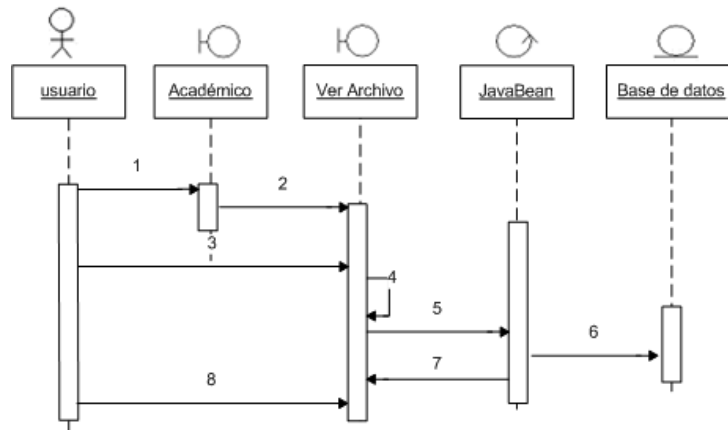 usuario
Académico
Ver Archivo
JavaBean
Base de datos
1
2
3
4
5
6
7
8